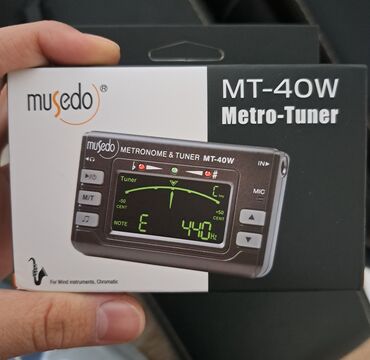 musedo®
MT-40W
Metro-Tuner
musedo
METRONOME & TUNER MT-40W
IN
♭ ♯
MIC
Tuner
C
-50
CENT
+50
CENT
M/T
NOTE E 440Hz
For Wind instruments, Chromatic